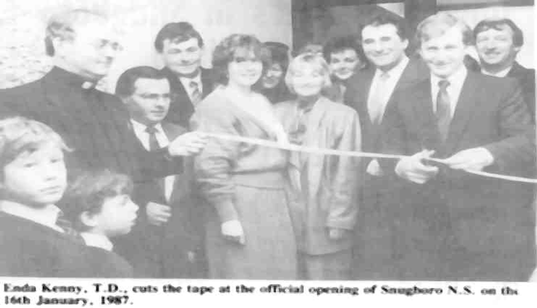 Enda Kenny, T.D., cuts the tape at the official opening of Snugboro N.S. on the
16th January, 1987.